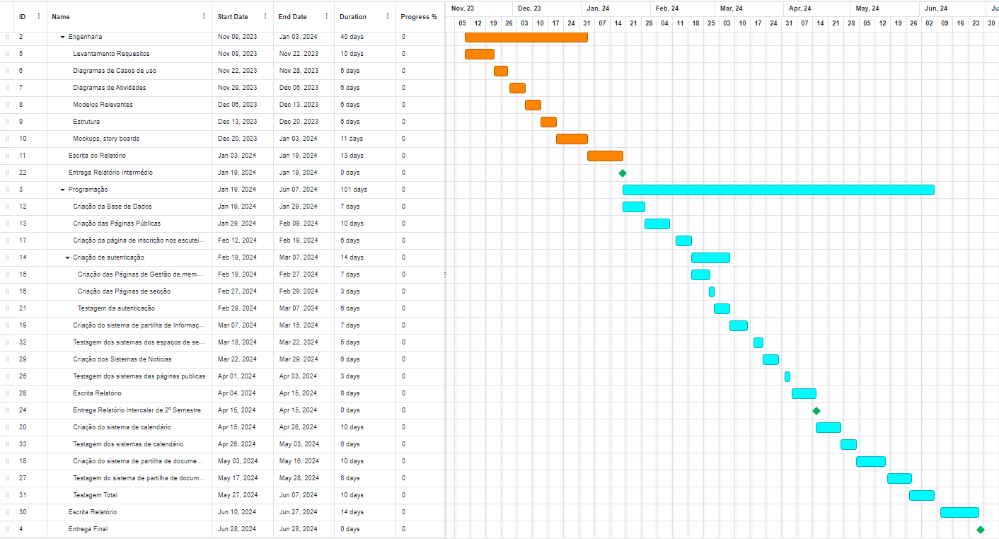 Nov, 23 Dec, 23 Jan, 24 Feb, 24 Mar, 24 Apr, 24 May, 24 Jun, 24 Ju
ID Name Start Date End Date Duration Progress %
05 12 19 26 03 10 17 24 31 07 14 21 28 04 11 18 25 03 10 17 24 31 07 14 21 28 05 12 19 26 02 09 16 23 30
2 Engenharia Nov 09, 2023 Jan 03, 2024 40 days 0
5 Levantamento Requesitos Nov 09, 2023 Nov 22, 2023 10 days 0
6 Diagramas de Casos de uso Nov 22, 2023 Nov 28, 2023 5 days 0
7 Diagramas de Atividades Nov 29, 2023 Dec 06, 2023 6 days 0
8 Modelos Relevantes Dec 06, 2023 Dec 13, 2023 6 days 0
9 Estrutura Dec 13, 2023 Dec 20, 2023 6 days 0
10 Mockups, story boards Dec 20, 2023 Jan 03, 2024 11 days 0
11 Escrita do Relatório Jan 03, 2024 Jan 19, 2024 13 days 0
22 Entrega Relatório Intermédio Jan 19, 2024 Jan 19, 2024 0 days 0
3 Programação Jan 19, 2024 Jun 07, 2024 101 days 0
12 Criação da Base de Dados Jan 19, 2024 Jan 29, 2024 7 days 0
13 Criação das Páginas Públicas Jan 29, 2024 Feb 09, 2024 10 days 0
17 Criação da página de inscrição nos escutei... Feb 12, 2024 Feb 19, 2024 6 days 0
14 Criação de autenticação Feb 19, 2024 Mar 07, 2024 14 days 0
15 Criação das Páginas de Gestão de mem... Feb 19, 2024 Feb 27, 2024 7 days 0
16 Criação das Páginas de secção Feb 27, 2024 Feb 29, 2024 3 days 0
21 Testagem da autenticação Feb 29, 2024 Mar 07, 2024 6 days 0
19 Criação do sistema de partilha de Informaç... Mar 07, 2024 Mar 15, 2024 7 days 0
32 Testagem dos sistemas dos espaços de se... Mar 18, 2024 Mar 22, 2024 5 days 0
29 Criação dos Sistemas de Noticias Mar 22, 2024 Mar 29, 2024 6 days 0
26 Testagem dos sistemas das páginas publicas Apr 01, 2024 Apr 03, 2024 3 days 0
28 Escrita Relatório Apr 04, 2024 Apr 15, 2024 8 days 0
24 Entrega Relatório Intercalar de 2º Semestre Apr 15, 2024 Apr 15, 2024 0 days 0
20 Criação do sistema de calendário Apr 15, 2024 Apr 26, 2024 10 days 0
33 Testagem dos sistemas de calendário Apr 26, 2024 May 03, 2024 6 days 0
18 Criação do sistema de partilha de docume... May 03, 2024 May 16, 2024 10 days 0
27 Testagem do sistema de partilha de docum... May 17, 2024 May 28, 2024 8 days 0
31 Testagem Total May 27, 2024 Jun 07, 2024 10 days 0
30 Escrita Relatório Jun 10, 2024 Jun 27, 2024 14 days 0
4 Entrega Final Jun 28, 2024 Jun 28, 2024 0 days 0